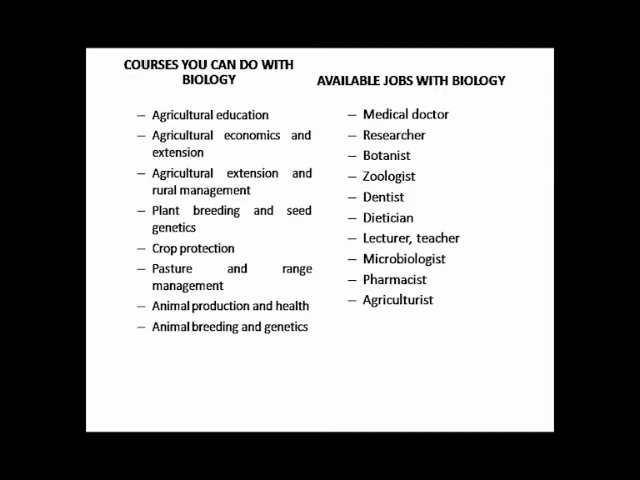 COURSES YOU CAN DO WITH
BIOLOGY
– Agricultural education
– Agricultural economics and
extension
– Agricultural extension and
rural management
– Plant breeding and seed
genetics
– Crop protection
– Pasture and range
management
– Animal production and health
– Animal breeding and genetics
AVAILABLE JOBS WITH BIOLOGY
– Medical doctor
– Researcher
– Botanist
– Zoologist
– Dentist
– Dietician
– Lecturer, teacher
– Microbiologist
– Pharmacist
– Agriculturist